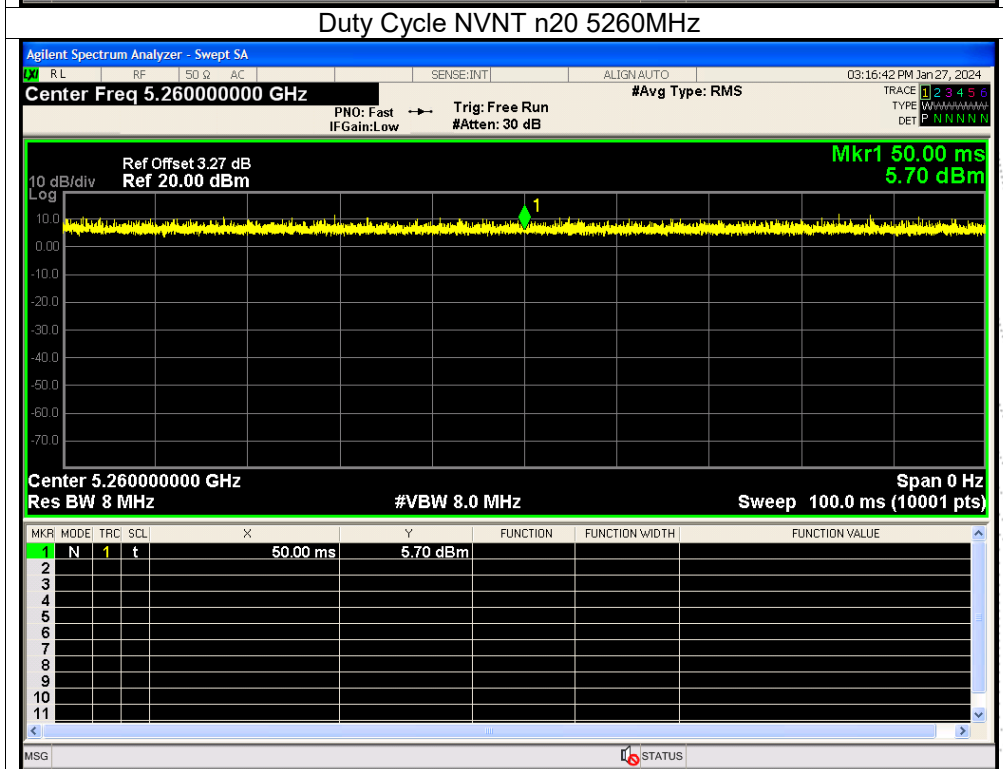 Duty Cycle NVNT n20 5260MHz
Agilent Spectrum Analyzer - Swept SA
LXI RL RF 50 Ω AC SENSE:INT ALIGN AUTO 03:16:42 PM Jan 27, 2024
Center Freq 5.260000000 GHz #Avg Type: RMS TRACE 1 2 3 4 5 6
PNO: Fast Trig: Free Run TYPE WWWWWW
IFGain:Low #Atten: 30 dB DET P N N N N N
Mkr1 50.00 ms
5.70 dBm
Ref Offset 3.27 dB
10 dB/div Ref 20.00 dBm
Log
1
10.0
0.00
-10.0
-20.0
-30.0
-40.0
-50.0
-60.0
-70.0
Center 5.260000000 GHz Span 0 Hz
Res BW 8 MHz #VBW 8.0 MHz Sweep 100.0 ms (10001 pts)
MKR MODE TRC SCL X Y FUNCTION FUNCTION WIDTH FUNCTION VALUE
1 N 1 t 50.00 ms 5.70 dBm
2
3
4
5
6
7
8
9
10
11
MSG STATUS